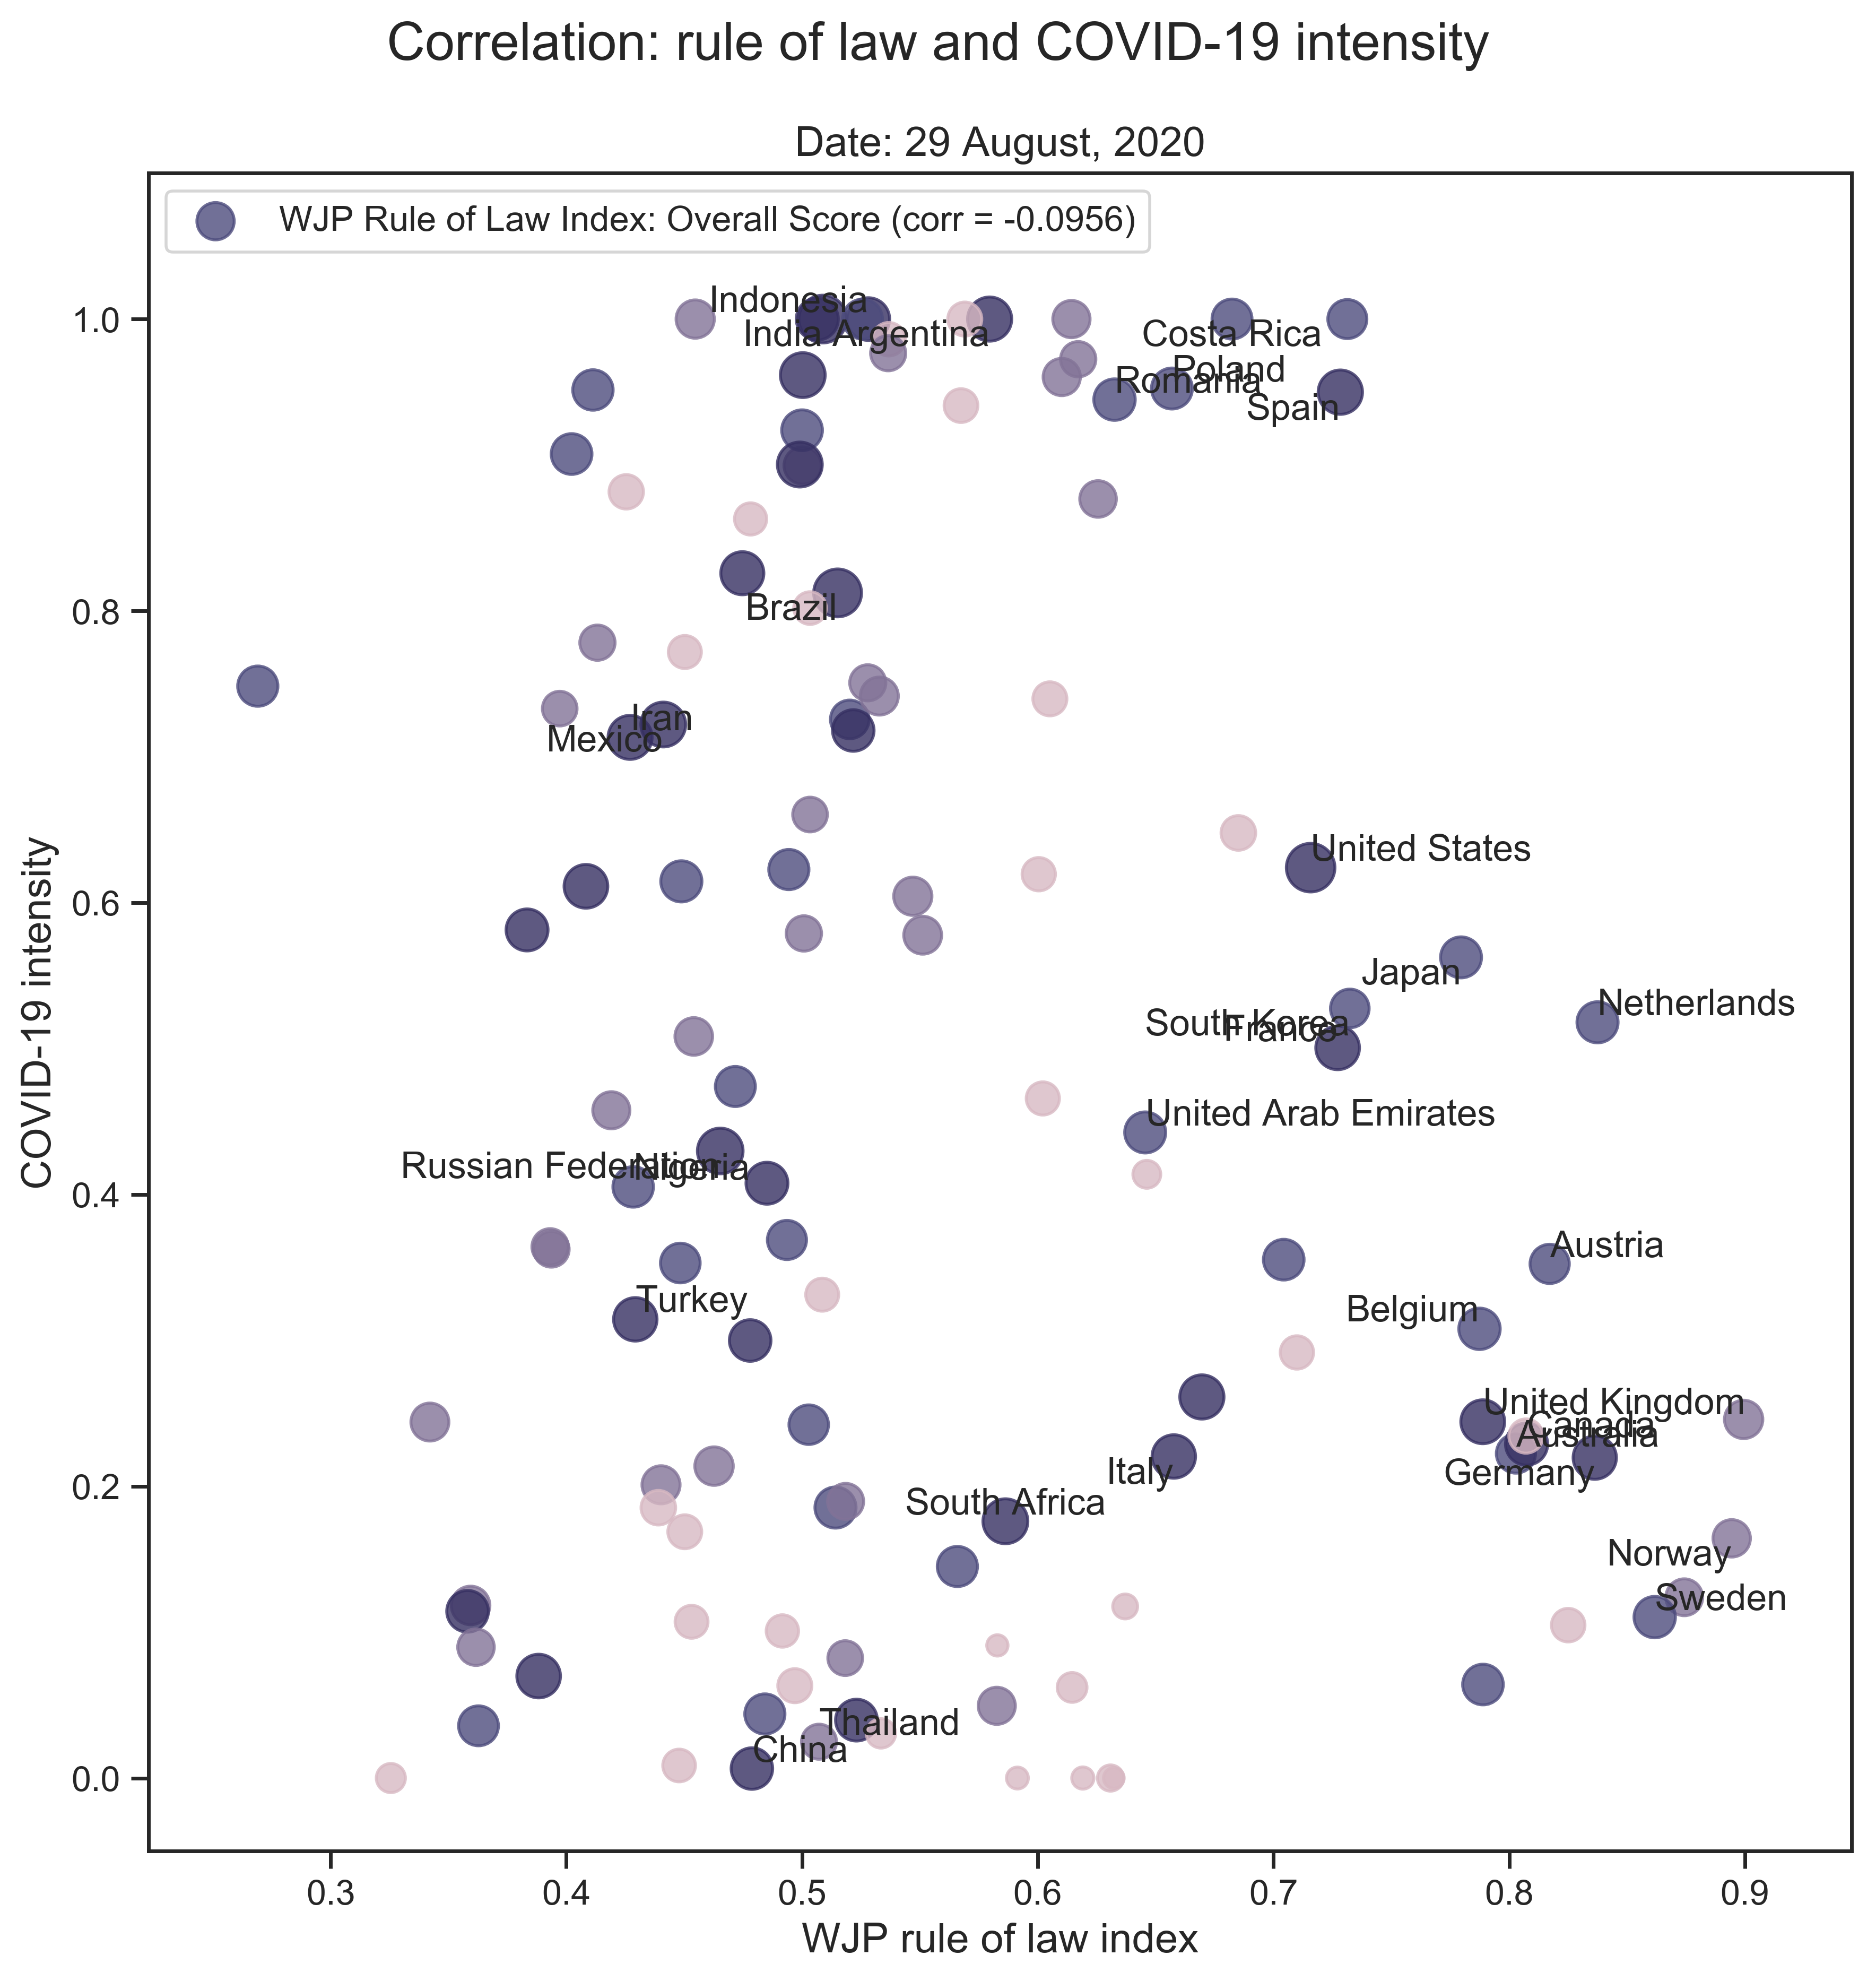 Correlation: rule of law and COVID-19 intensity
Date: 29 August, 2020
WJP Rule of Law Index: Overall Score (corr = -0.0956)
Indonesia
India
Argentina
Costa Rica
Poland
Romania
Spain
Brazil
Iran
Mexico
United States
Japan
Netherlands
South Korea
France
United Arab Emirates
Russian Federation
Nigeria
Austria
Turkey
Belgium
United Kingdom
Canada
Australia
Germany
Italy
South Africa
Norway
Sweden
Thailand
China
COVID-19 intensity
1.0
0.8
0.6
0.4
0.2
0.0
0.3
0.4
0.5
0.6
0.7
0.8
0.9
WJP rule of law index